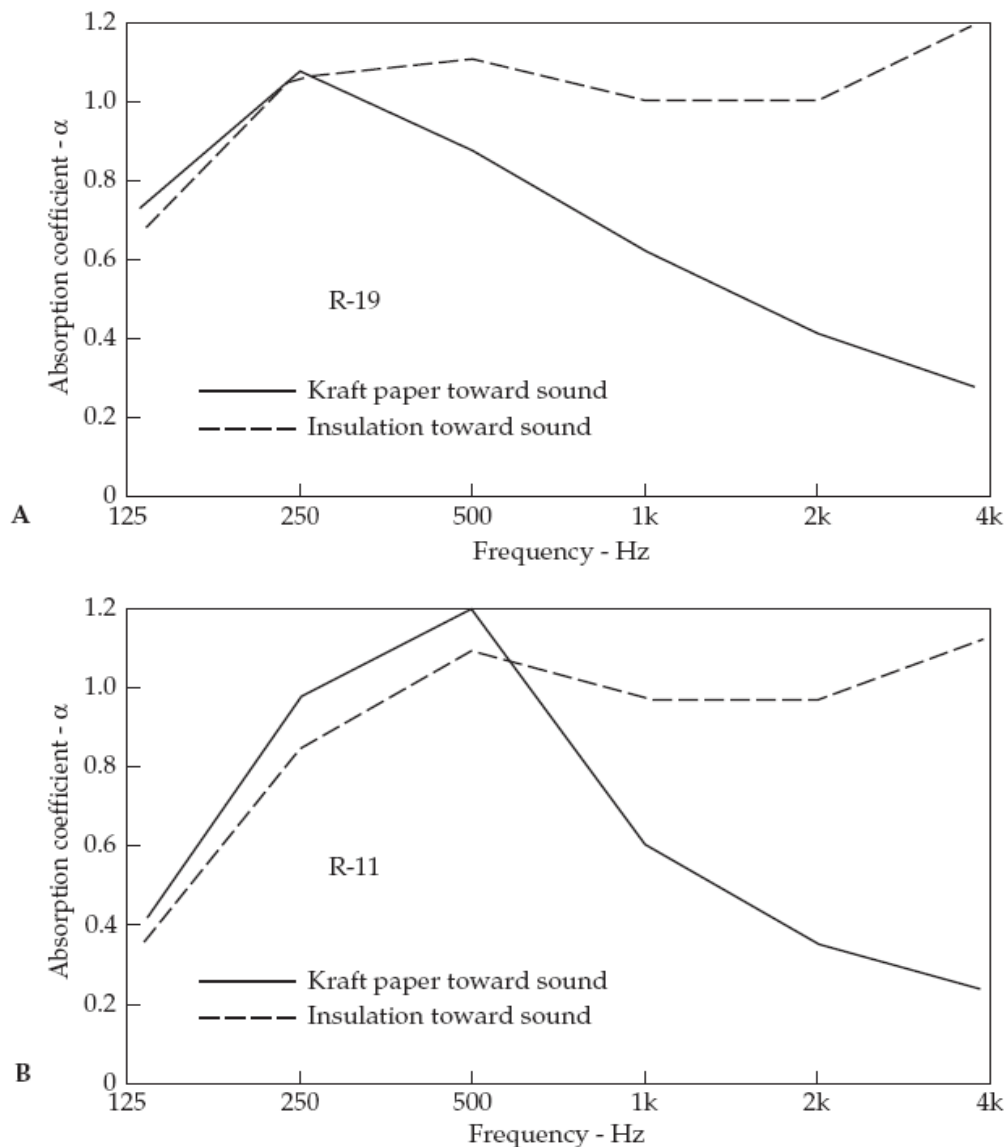 1.2
1.0
0.8
0.6
0.4
0.2
0
Absorption coefficient - α
R-19
Kraft paper toward sound
Insulation toward sound
A
125 250 500 1k 2k 4k
Frequency - Hz
1.2
1.0
0.8
0.6
0.4
0.2
0
Absorption coefficient - α
R-11
Kraft paper toward sound
Insulation toward sound
B
125 250 500 1k 2k 4k
Frequency - Hz